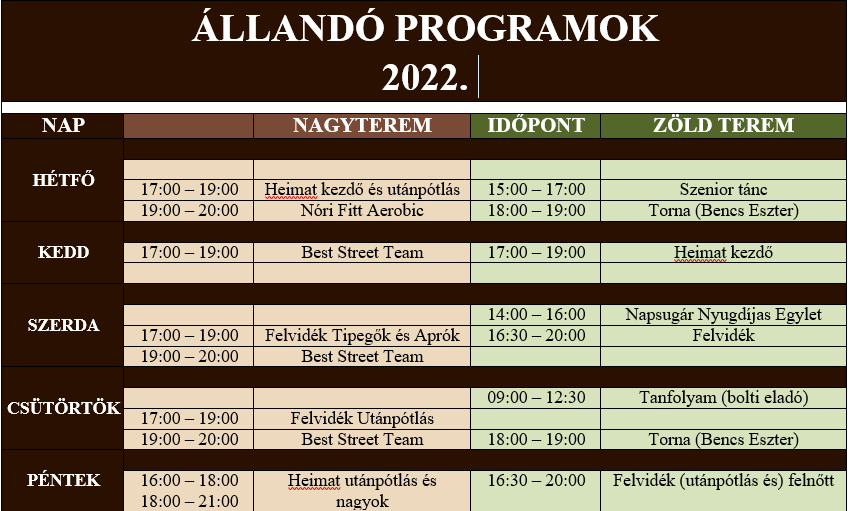 ÁLLANDÓ PROGRAMOK
2022.
NAP NAGYTEREM IDŐPONT ZÖLD TEREM
HÉTFŐ
17:00 – 19:00 Heimat kezdő és utánpótlás 15:00 – 17:00 Szenior tánc
19:00 – 20:00 Nóri Fitt Aerobic 18:00 – 19:00 Torna (Bencs Eszter)
KEDD 17:00 – 19:00 Best Street Team 17:00 – 19:00 Heimat kezdő
14:00 – 16:00 Napsugár Nyugdíjas Egylet
SZERDA 17:00 – 19:00 Felvidék Tipegők és Aprók 16:30 – 20:00 Felvidék
19:00 – 20:00 Best Street Team
09:00 – 12:30 Tanfolyam (bolti eladó)
CSÜTÖRTÖK 17:00 – 19:00 Felvidék Utánpótlás
19:00 – 20:00 Best Street Team 18:00 – 19:00 Torna (Bencs Eszter)
PÉNTEK 16:00 – 18:00 Heimat utánpótlás és 16:30 – 20:00 Felvidék (utánpótlás és) felnőtt
18:00 – 21:00 nagyok